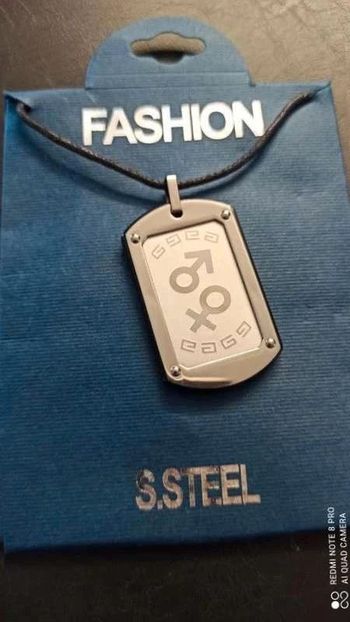 FASHION
S.STEEL
REDMI NOTE 8 PRO
AI QUAD CAMERA